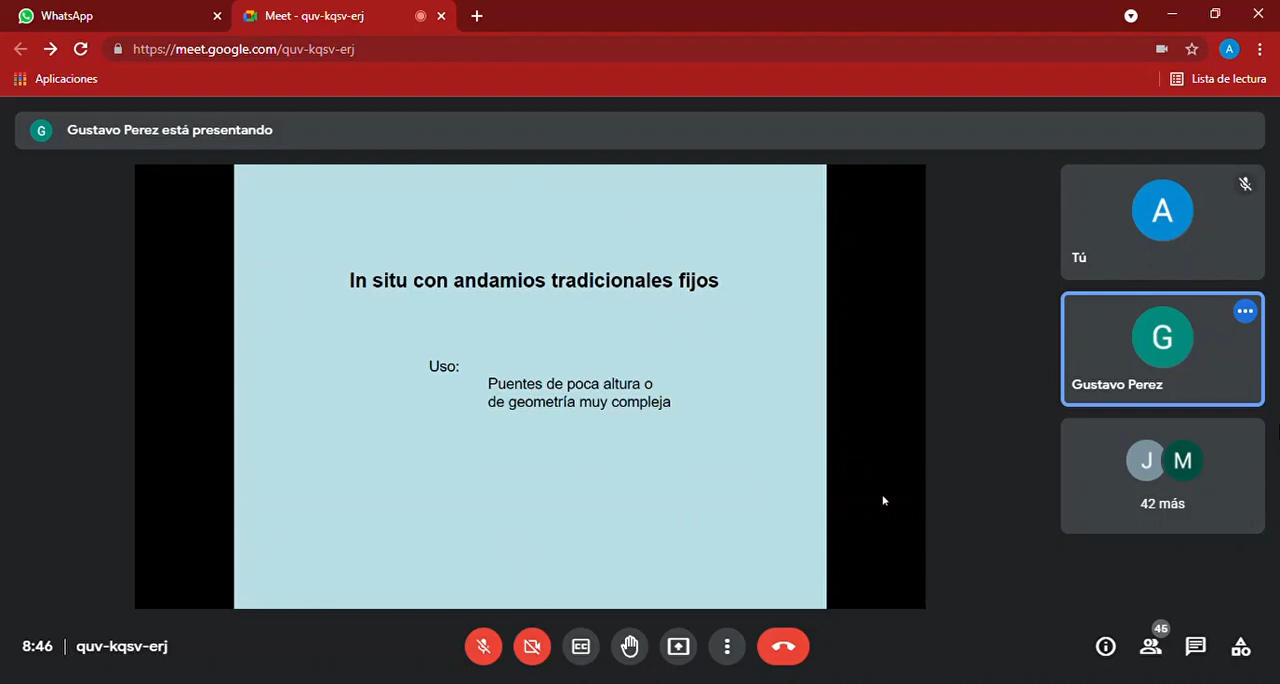 WhatsApp
Meet - quv-kqsv-erj
https://meet.google.com/quv-kqsv-erj
A
Aplicaciones
Lista de lectura
G
Gustavo Perez está presentando
In situ con andamios tradicionales fijos
Uso:
Puentes de poca altura o
de geometría muy compleja
A
Tú
G
Gustavo Perez
J M
42 más
8:46 | quv-kqsv-erj
CC
45